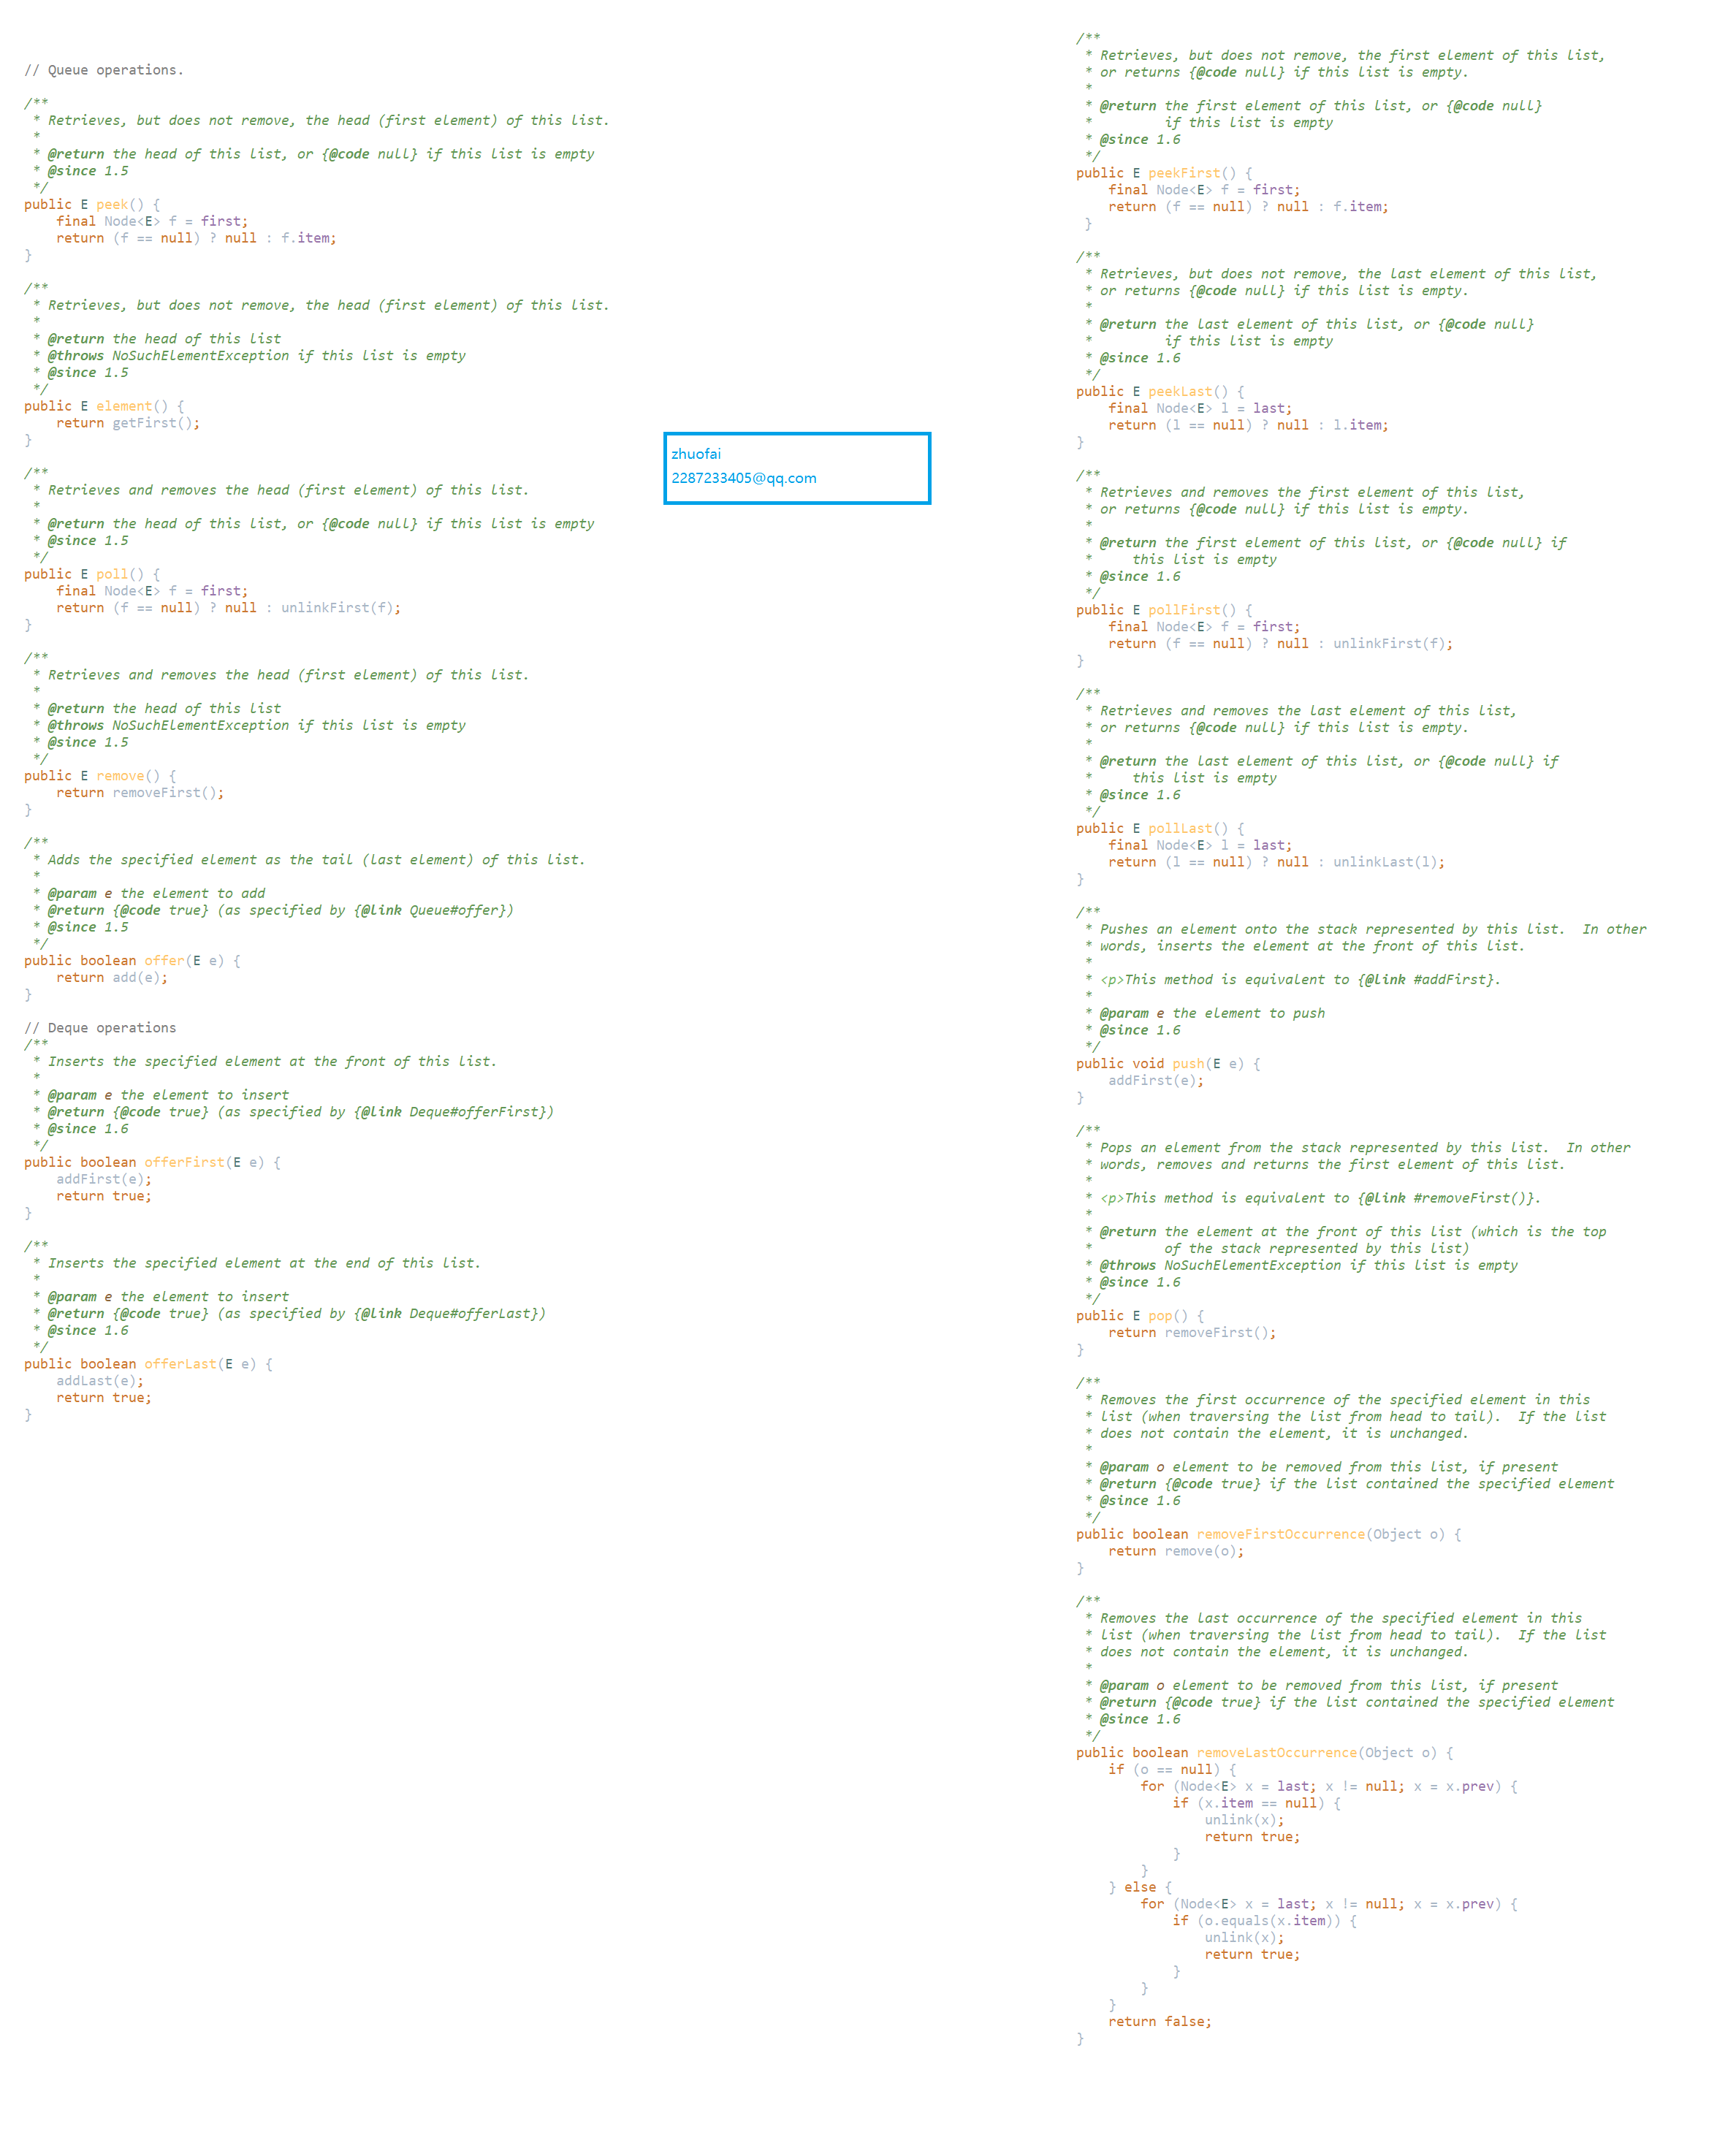 // Queue operations.

/**
 * Retrieves, but does not remove, the head (first element) of this list.
 *
 * @return the head of this list, or {@code null} if this list is empty
 * @since 1.5
 */
public E peek() {
    final Node<E> f = first;
    return (f == null) ? null : f.item;
}

/**
 * Retrieves, but does not remove, the head (first element) of this list.
 *
 * @return the head of this list
 * @throws NoSuchElementException if this list is empty
 * @since 1.5
 */
public E element() {
    return getFirst();
}

/**
 * Retrieves and removes the head (first element) of this list.
 *
 * @return the head of this list, or {@code null} if this list is empty
 * @since 1.5
 */
public E poll() {
    final Node<E> f = first;
    return (f == null) ? null : unlinkFirst(f);
}

/**
 * Retrieves and removes the head (first element) of this list.
 *
 * @return the head of this list
 * @throws NoSuchElementException if this list is empty
 * @since 1.5
 */
public E remove() {
    return removeFirst();
}

/**
 * Adds the specified element as the tail (last element) of this list.
 *
 * @param e the element to add
 * @return {@code true} (as specified by {@link Queue#offer})
 * @since 1.5
 */
public boolean offer(E e) {
    return add(e);
}

// Deque operations
/**
 * Inserts the specified element at the front of this list.
 *
 * @param e the element to insert
 * @return {@code true} (as specified by {@link Deque#offerFirst})
 * @since 1.6
 */
public boolean offerFirst(E e) {
    addFirst(e);
    return true;
}

/**
 * Inserts the specified element at the end of this list.
 *
 * @param e the element to insert
 * @return {@code true} (as specified by {@link Deque#offerLast})
 * @since 1.6
 */
public boolean offerLast(E e) {
    addLast(e);
    return true;
}

zhuofai
2287233405@qq.com

/**
 * Retrieves, but does not remove, the first element of this list,
 * or returns {@code null} if this list is empty.
 *
 * @return the first element of this list, or {@code null}
 *         if this list is empty
 * @since 1.6
 */
public E peekFirst() {
    final Node<E> f = first;
    return (f == null) ? null : f.item;
 }

/**
 * Retrieves, but does not remove, the last element of this list,
 * or returns {@code null} if this list is empty.
 *
 * @return the last element of this list, or {@code null}
 *         if this list is empty
 * @since 1.6
 */
public E peekLast() {
    final Node<E> l = last;
    return (l == null) ? null : l.item;
}

/**
 * Retrieves and removes the first element of this list,
 * or returns {@code null} if this list is empty.
 *
 * @return the first element of this list, or {@code null} if
 *     this list is empty
 * @since 1.6
 */
public E pollFirst() {
    final Node<E> f = first;
    return (f == null) ? null : unlinkFirst(f);
}

/**
 * Retrieves and removes the last element of this list,
 * or returns {@code null} if this list is empty.
 *
 * @return the last element of this list, or {@code null} if
 *     this list is empty
 * @since 1.6
 */
public E pollLast() {
    final Node<E> l = last;
    return (l == null) ? null : unlinkLast(l);
}

/**
 * Pushes an element onto the stack represented by this list.  In other
 * words, inserts the element at the front of this list.
 *
 * <p>This method is equivalent to {@link #addFirst}.
 *
 * @param e the element to push
 * @since 1.6
 */
public void push(E e) {
    addFirst(e);
}

/**
 * Pops an element from the stack represented by this list.  In other
 * words, removes and returns the first element of this list.
 *
 * <p>This method is equivalent to {@link #removeFirst()}.
 *
 * @return the element at the front of this list (which is the top
 *         of the stack represented by this list)
 * @throws NoSuchElementException if this list is empty
 * @since 1.6
 */
public E pop() {
    return removeFirst();
}

/**
 * Removes the first occurrence of the specified element in this
 * list (when traversing the list from head to tail).  If the list
 * does not contain the element, it is unchanged.
 *
 * @param o element to be removed from this list, if present
 * @return {@code true} if the list contained the specified element
 * @since 1.6
 */
public boolean removeFirstOccurrence(Object o) {
    return remove(o);
}

/**
 * Removes the last occurrence of the specified element in this
 * list (when traversing the list from head to tail).  If the list
 * does not contain the element, it is unchanged.
 *
 * @param o element to be removed from this list, if present
 * @return {@code true} if the list contained the specified element
 * @since 1.6
 */
public boolean removeLastOccurrence(Object o) {
    if (o == null) {
        for (Node<E> x = last; x != null; x = x.prev) {
            if (x.item == null) {
                unlink(x);
                return true;
            }
        }
    } else {
        for (Node<E> x = last; x != null; x = x.prev) {
            if (o.equals(x.item)) {
                unlink(x);
                return true;
            }
        }
    }
    return false;
}